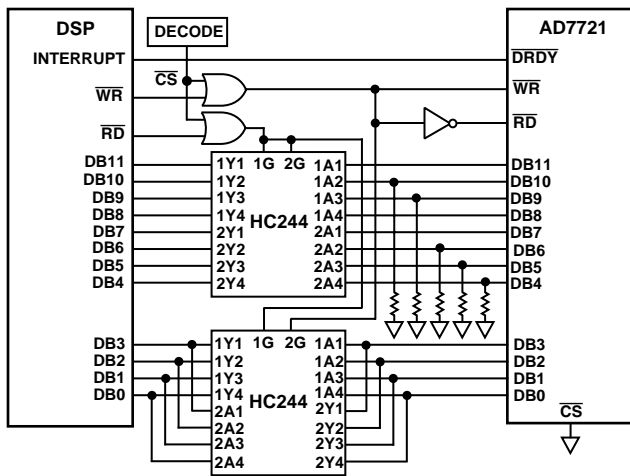 DSP
DECODE
AD7721
INTERRUPT
DRDY
CS
WR
WR
RD
RD
1G 2G
DB11 1Y1 1A1 DB11
DB10 1Y2 1A2 DB10
DB9 1Y3 1A3 DB9
DB8 1Y4 1A4 DB8
HC244
DB7 2Y1 2A1 DB7
DB6 2Y2 2A2 DB6
DB5 2Y3 2A3 DB5
DB4 2Y4 2A4 DB4
1G 2G
DB3 1Y1 1A1 DB3
DB2 1Y2 1A2 DB2
DB1 1Y3 1A3 DB1
DB0 1Y4 1A4 DB0
HC244
2A1 2Y1
2A2 2Y2
2A3 2Y3
2A4 2Y4
CS